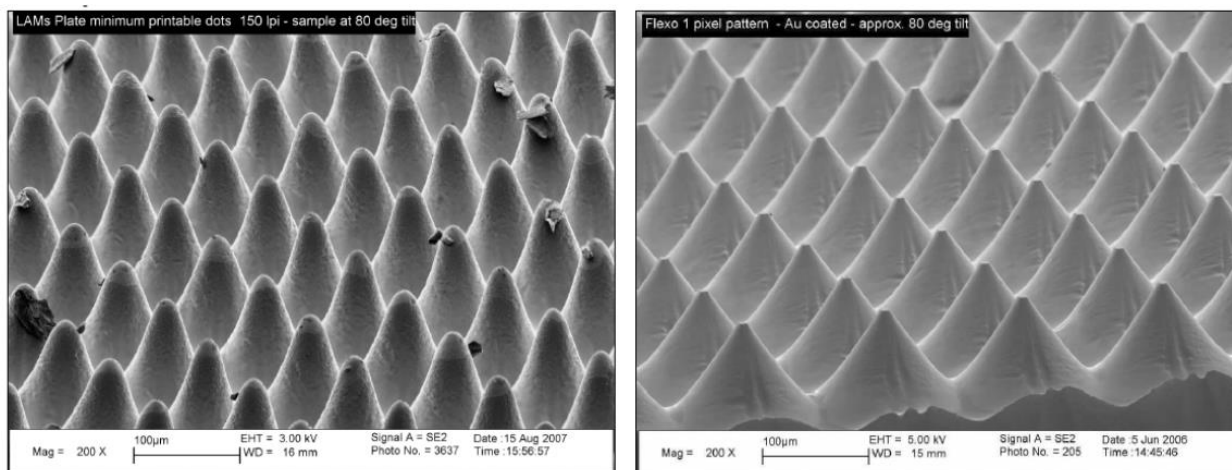 LAMs Plate minimum printable dots 150 lpi - sample at 80 deg tilt
Mag = 200 X
100µm
EHT = 3.00 kV
WD = 16 mm
Signal A = SE2
Photo No. = 3637
Date :15 Aug 2007
Time :15:56:57
Flexo 1 pixel pattern - Au coated - approx. 80 deg tilt
Mag = 200 X
100µm
EHT = 5.00 kV
WD = 15 mm
Signal A = SE2
Photo No. = 205
Date :5 Jun 2006
Time :14:45:46